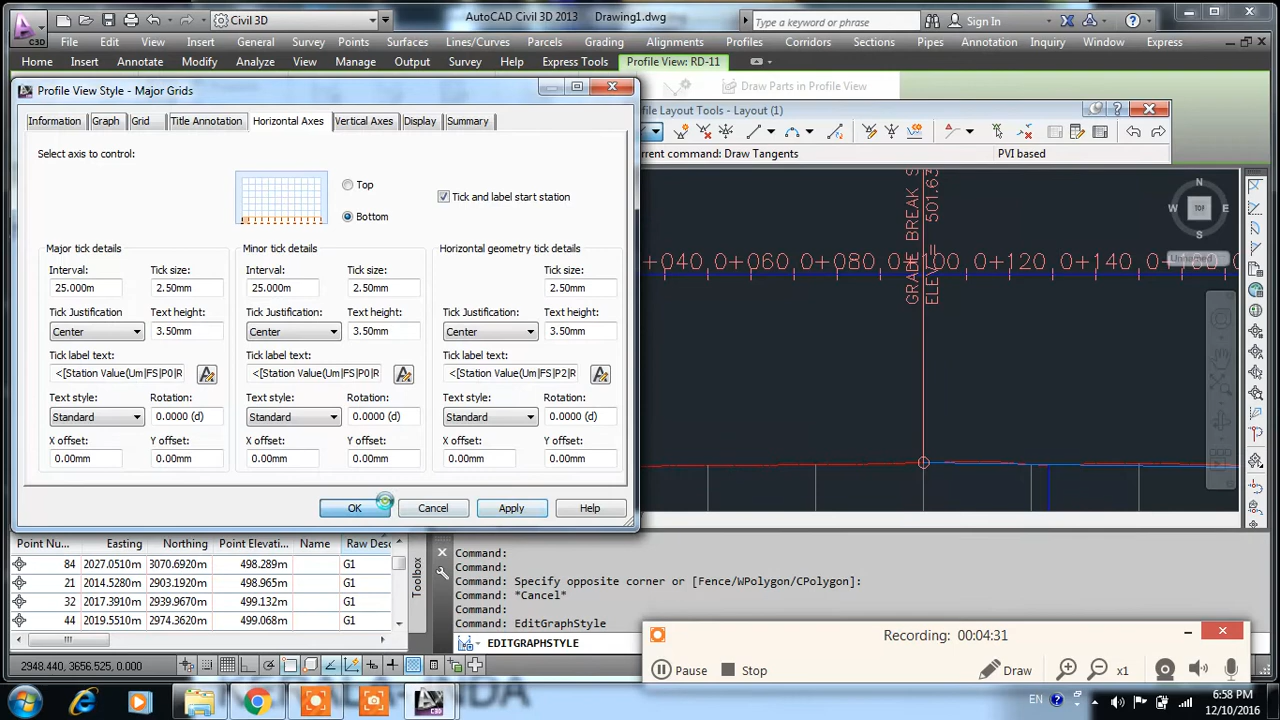 Civil 3D
AutoCAD Civil 3D 2013 Drawing1.dwg
Type a keyword or phrase
Sign In
C3D
File Edit View Insert General Survey Points Surfaces Lines/Curves Parcels Grading Alignments Profiles Corridors Sections Pipes Annotation Inquiry Window Express
Home Insert Annotate Modify Analyze View Manage Output Survey Help Express Tools Profile View: RD-11
Profile View Style - Major Grids
Draw Parts in Profile View
file Layout Tools - Layout (1)
Information Graph Grid Title Annotation Horizontal Axes Vertical Axes Display Summary
urrent command: Draw Tangents PVI based
Select axis to control:
Top
Bottom
Tick and label start station
Major tick details Minor tick details Horizontal geometry tick details
Interval: Tick size: Interval: Tick size: Tick size:
25.000m 2.50mm 25.000m 2.50mm 2.50mm
Tick Justification: Text height: Tick Justification: Text height: Tick Justification: Text height:
Center 3.50mm Center 3.50mm Center 3.50mm
Tick label text: Tick label text: Tick label text:
<[Station Value(Um|FS|P0|R <[Station Value(Um|FS|P0|R <[Station Value(Um|FS|P2|R
Text style: Rotation: Text style: Rotation: Text style: Rotation:
Standard 0.0000 (d) Standard 0.0000 (d) Standard 0.0000 (d)
X offset: Y offset: X offset: Y offset: X offset: Y offset:
0.00mm 0.00mm 0.00mm 0.00mm 0.00mm 0.00mm
OK Cancel Apply Help
GRADE BREAK S
ELEV = 501.63
+040 0+060 0+080 0+100 0+120 0+140
N
W TOP E
S
Unnamed
Point Nu... Easting Northing Point Elevati... Name Raw Desc
84 2027.0510m 3070.6920m 498.289m G1
21 2014.5280m 2903.1920m 498.965m G1
32 2017.3910m 2939.9670m 499.132m G1
44 2019.5510m 2974.3620m 499.068m G1
Toolbox
Command:
Command:
Command: Specify opposite corner or [Fence/WPolygon/CPolygon]:
Command: *Cancel*
Command:
Command: EditGraphStyle
EDITGRAPHSTYLE
2948.440, 3656.525, 0.000
Recording: 00:04:31
Pause Stop Draw x1
EN
6:58 PM
12/10/2016